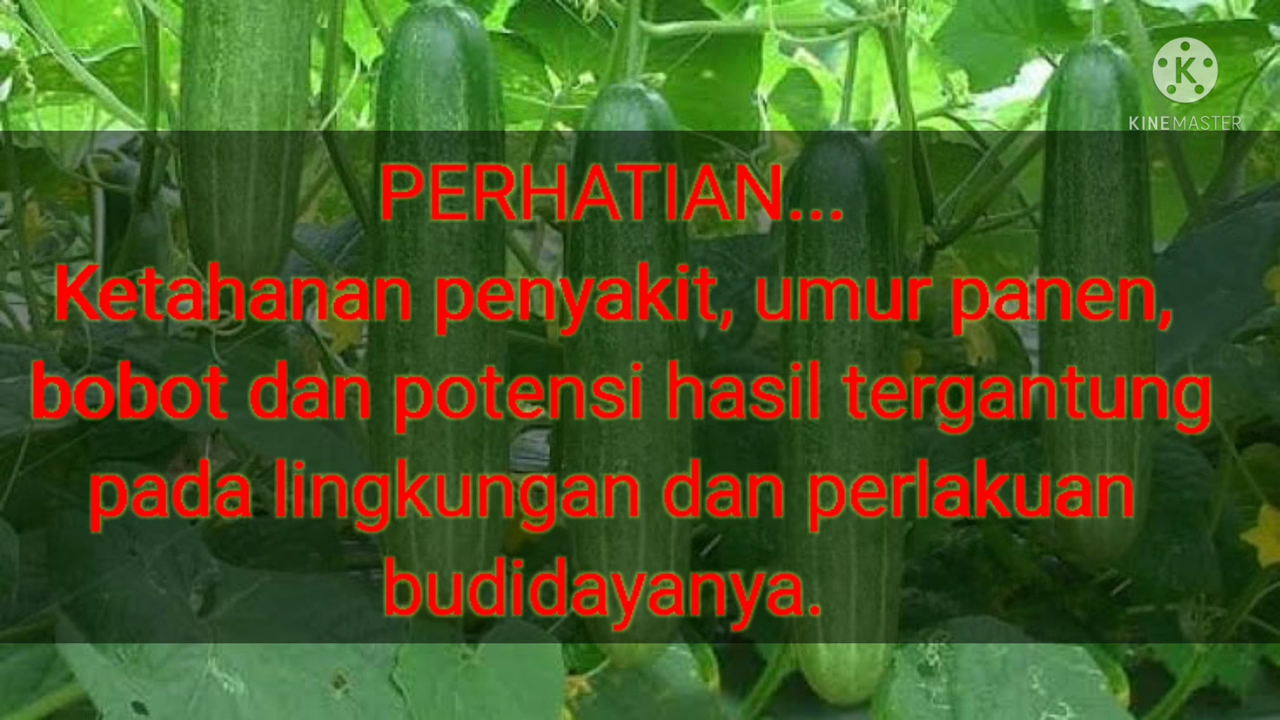 KINEMASTER
PERHATIAN...
Ketahanan penyakit, umur panen,
bobot dan potensi hasil tergantung
pada lingkungan dan perlakuan
budidayanya.